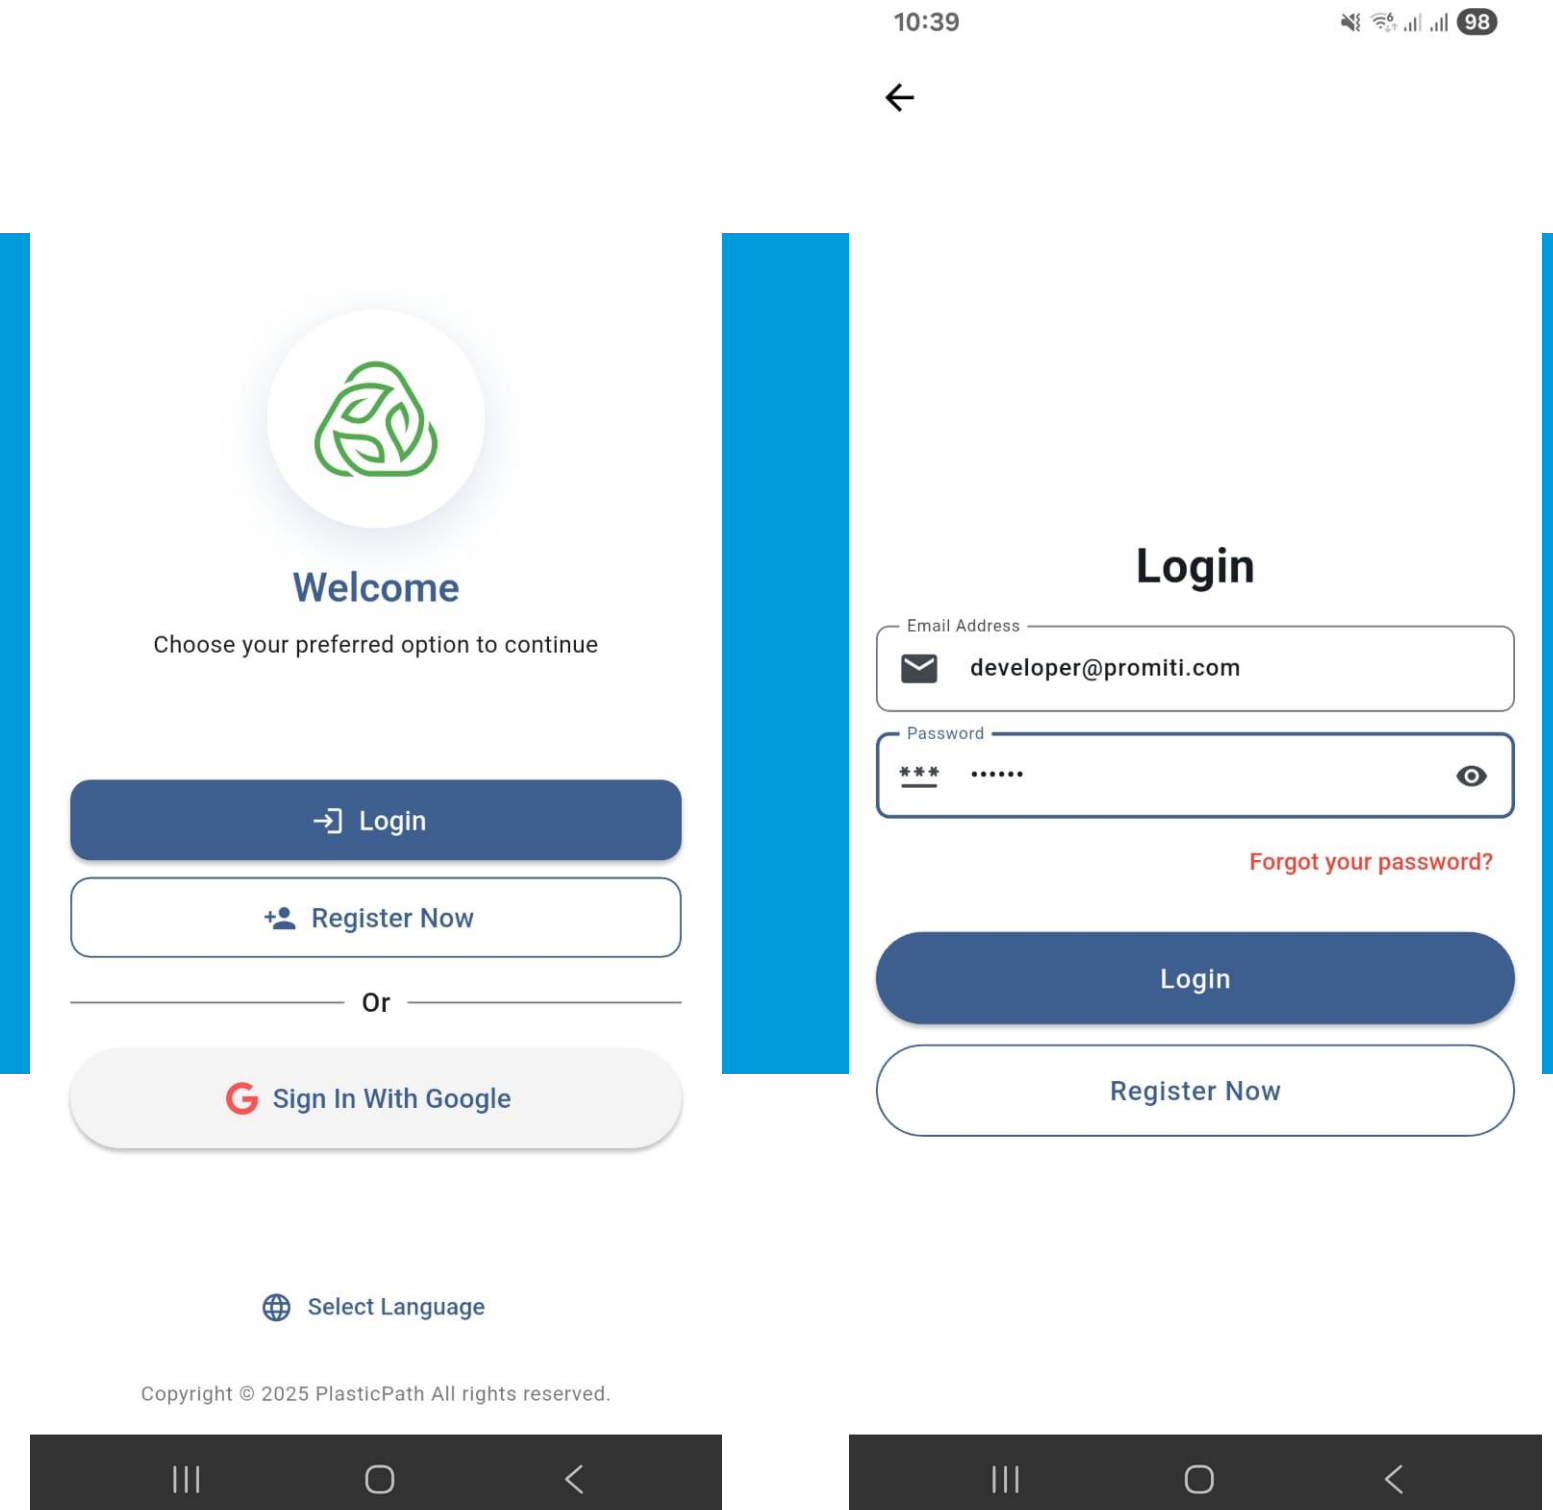 Welcome
Choose your preferred option to continue
Login
Register Now
Or
Sign In With Google
Select Language
Copyright © 2025 PlasticPath All rights reserved.
10:39
6
98
Login
Email Address
developer@promiti.com
Password
***
••••••
Forgot your password?
Login
Register Now